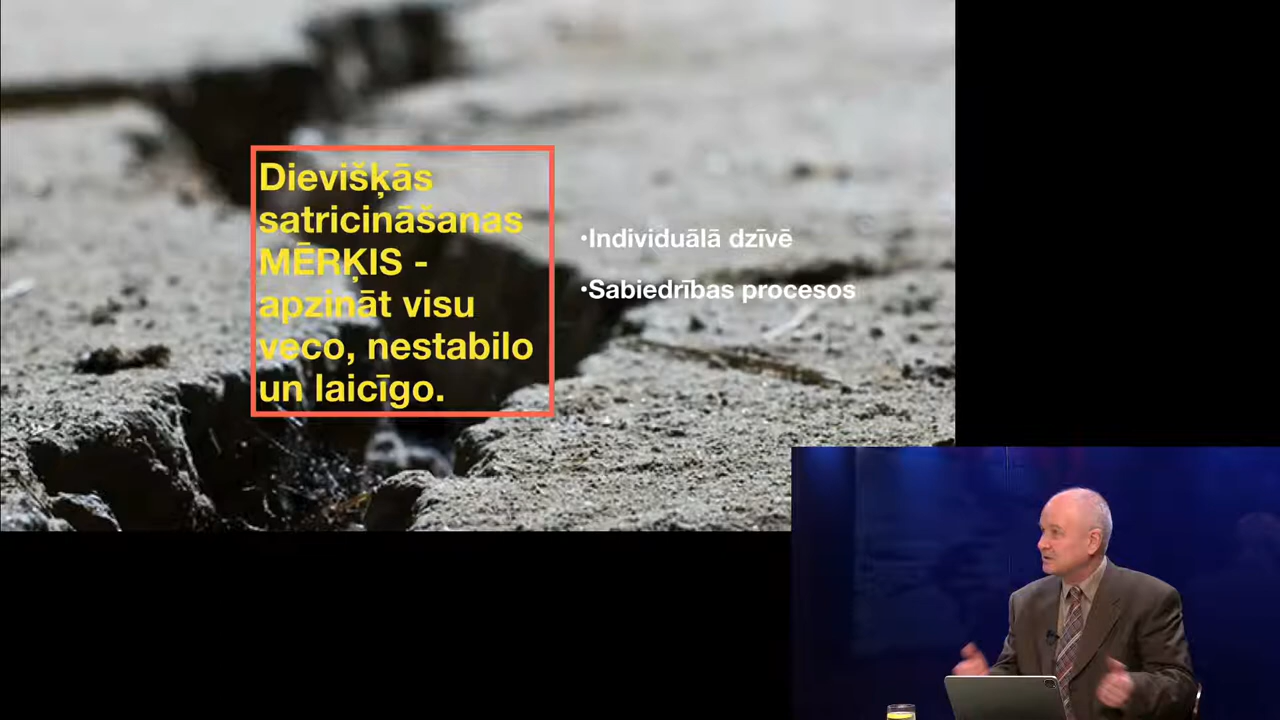 Dievišķās
satricināšanas
MĒRĶIS -
apzināt visu
veco, nestabilo
un laicīgo.
•Individuālā dzīvē
•Sabiedrības procesos